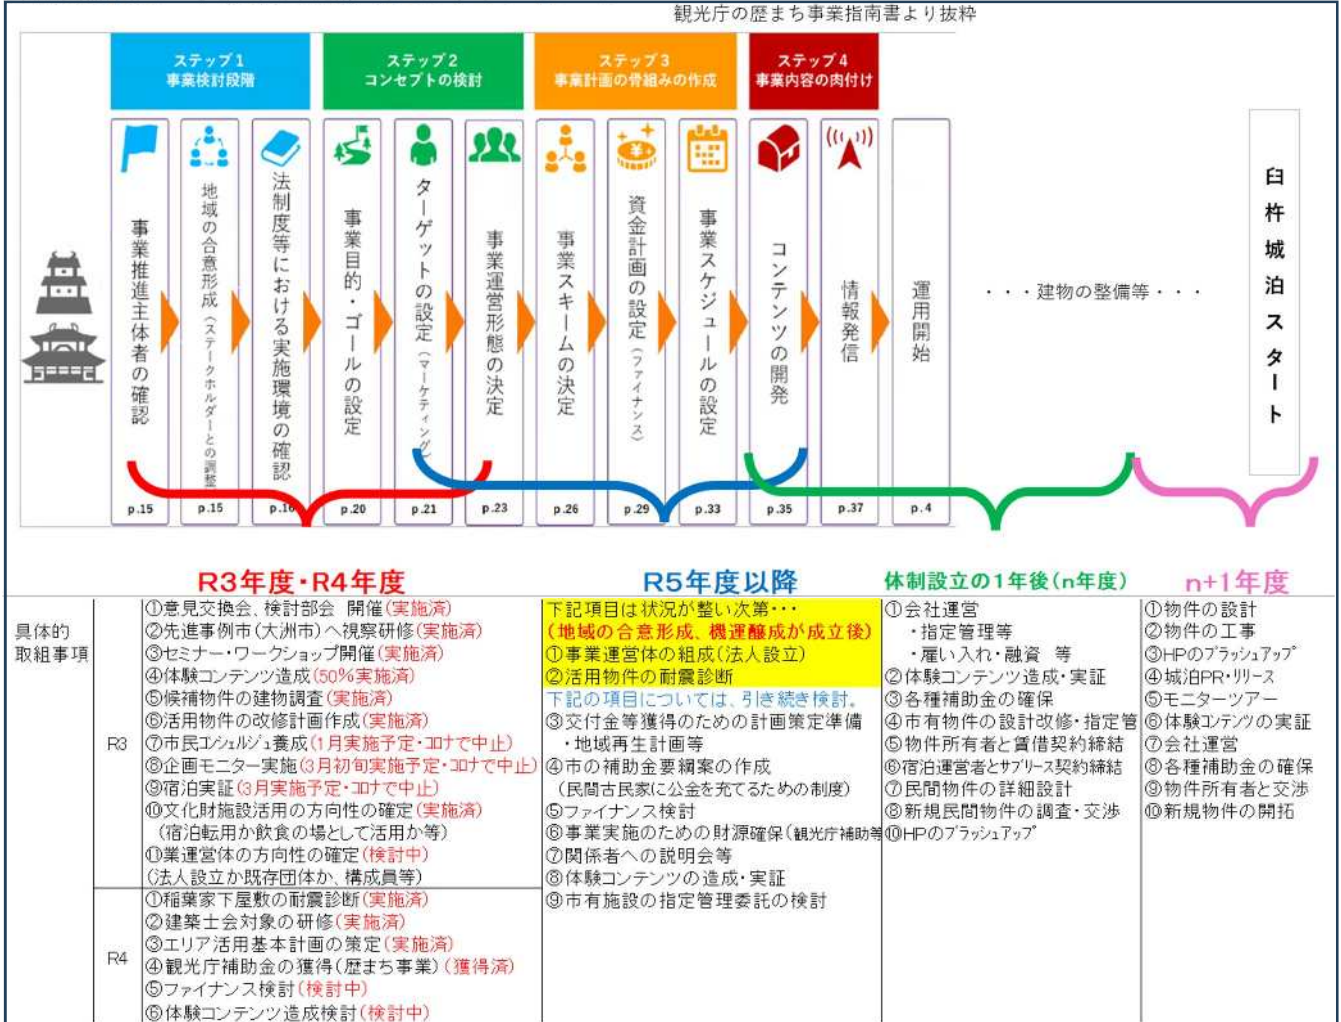 観光庁の歴まち事業指南書より抜粋
ステップ1
事業検討段階
ステップ2
コンセプトの検討
ステップ3
事業計画の骨組みの作成
ステップ4
事業内容の肉付け
事業推進主体者の確認
地域の合意形成（ステークホルダーとの調整
法制度等における実施環境の確認
事業目的・ゴールの設定
ターゲットの設定（マーケティング）
事業運営形態の決定
事業スキームの決定
資金計画の設定（ファイナンス）
事業スケジュールの設定
コンテンツの開発
情報発信
運用開始
・・・建物の整備等・・・
臼杵城泊スタート
p.15
p.15
p.16
p.20
p.21
p.23
p.26
p.29
p.33
p.35
p.37
p.4
R3年度・R4年度
R5年度以降
体制設立の1年後(n年度)
n+1年度
具体的
取組事項
R3
①意見交換会、検討部会 開催(実施済)
②先進事例市(大洲市)へ視察研修(実施済)
③セミナー・ワークショップ開催(実施済)
④体験コンテンツ造成(50%実施済)
⑤候補物件の建物調査(実施済)
⑥活用物件の改修計画作成(実施済)
⑦市民コンシェルジュ養成(1月実施予定・コロナで中止)
⑧企画モニター実施(3月初旬実施予定・コロナで中止)
⑨宿泊実証(3月実施予定・コロナで中止)
⑩文化財施設活用の方向性の確定(実施済)
(宿泊転用か飲食の場として活用か等)
⑪業運営体の方向性の確定(検討中)
(法人設立か既存団体か、構成員等)
R4
①稲葉家下屋敷の耐震診断(実施済)
②建築士会対象の研修(実施済)
③エリア活用基本計画の策定(実施済)
④観光庁補助金の獲得(歴まち事業)(獲得済)
⑤ファイナンス検討(検討中)
⑥体験コンテンツ造成検討(検討中)
下記項目は状況が整い次第・・・
(地域の合意形成、機運醸成が成立後)
①事業運営体の組成(法人設立)
②活用物件の耐震診断
下記の項目については、引き続き検討。
③交付金等獲得のための計画策定準備
・地域再生計画等
④市の補助金要綱案の作成
(民間古民家に公金を充てるための制度)
⑤ファイナンス検討
⑥事業実施のための財源確保(観光庁補助等
⑦関係者への説明会等
⑧体験コンテンツの造成・実証
⑨市有施設の指定管理委託の検討
①会社運営
・指定管理等
・雇い入れ・融資 等
②体験コンテンツ造成・実証
③各種補助金の確保
④市有物件の設計改修・指定管
⑤物件所有者と賃借契約締結
⑥宿泊運営者とサブリース契約締結
⑦民間物件の詳細設計
⑧新規民間物件の調査・交渉
⑩HPのブラッシュアップ
①物件の設計
②物件の工事
③HPのブラッシュアップ
④城泊PR・リリース
⑤モニターツアー
⑥体験コンテンツの実証
⑦会社運営
⑧各種補助金の確保
⑨物件所有者と交渉
⑩新規物件の開拓